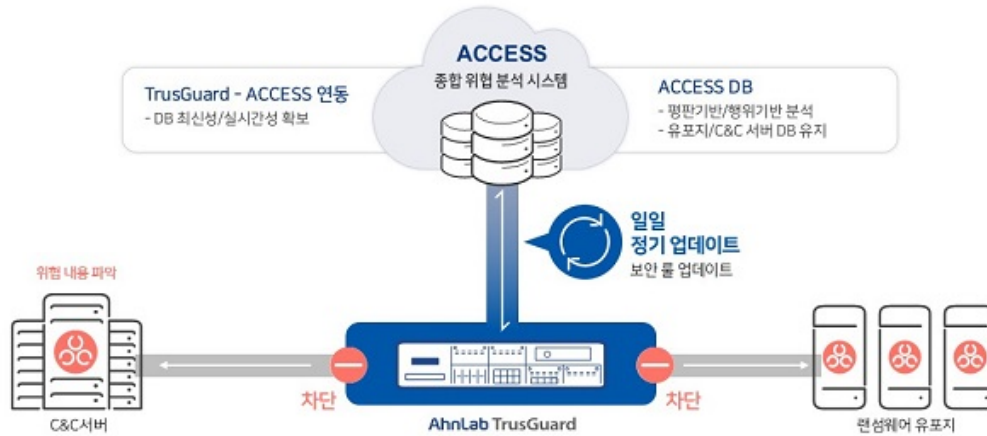 ACCESS
종합 위협 분석 시스템
TrusGuard - ACCESS 연동
- DB 최신성/실시간성 확보
ACCESS DB
- 평판기반/행위기반 분석
- 유포지/C&C 서버 DB 유지
일일
정기 업데이트
보안 룰 업데이트
위협 내용 파악
차단
차단
C&C서버
AhnLab TrusGuard
랜섬웨어 유포지